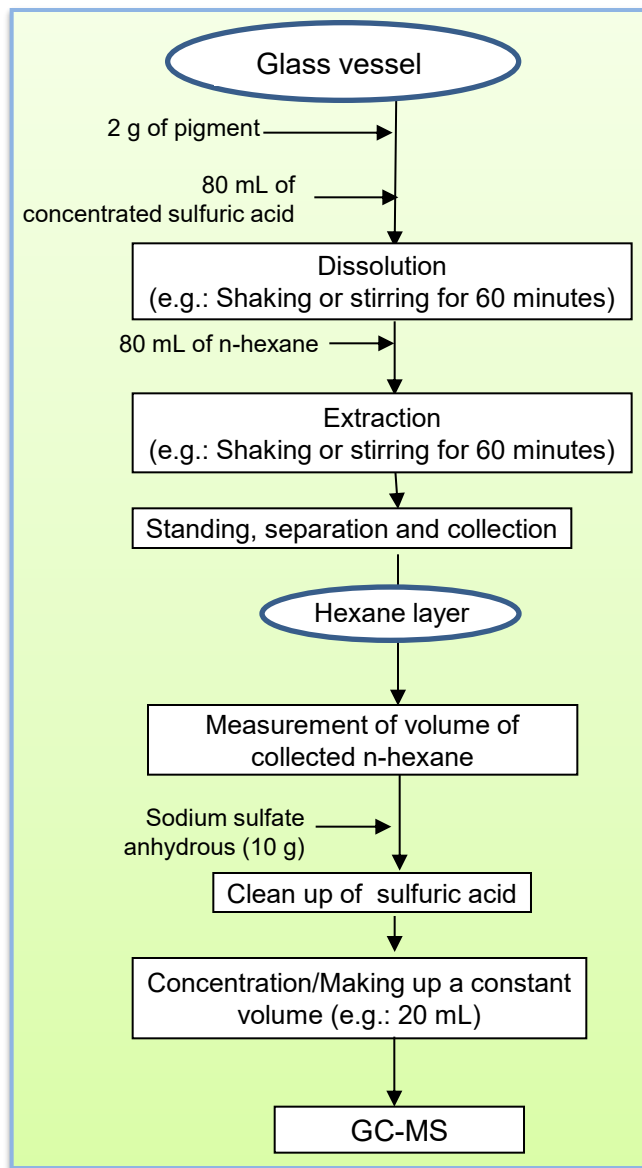 Glass vessel
2 g of pigment
80 mL of
concentrated sulfuric acid
Dissolution
(e.g.: Shaking or stirring for 60 minutes)
80 mL of n-hexane
Extraction
(e.g.: Shaking or stirring for 60 minutes)
Standing, separation and collection
Hexane layer
Measurement of volume of
collected n-hexane
Sodium sulfate
anhydrous (10 g)
Clean up of  sulfuric acid
Concentration/Making up a constant
volume (e.g.: 20 mL)
GC-MS